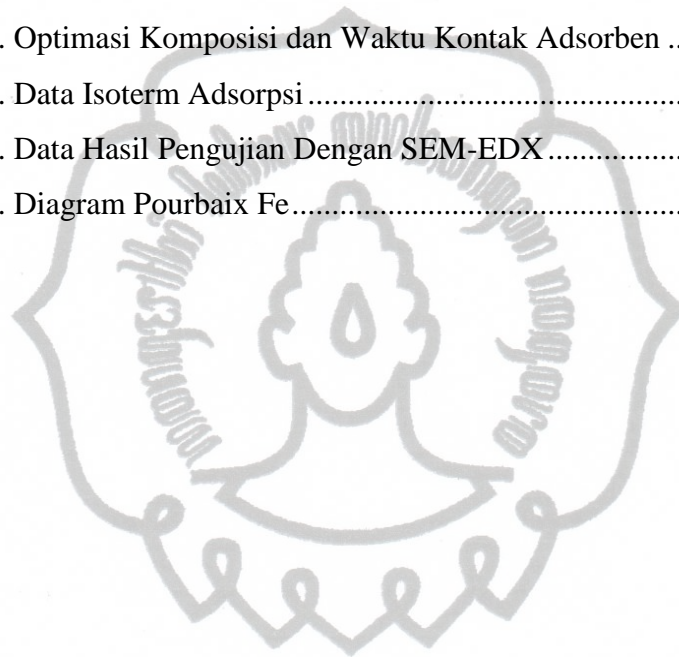 . Optimasi Komposisi dan Waktu Kontak Adsorben ..
. Data Isoterm Adsorpsi..............................................
. Data Hasil Pengujian Dengan SEM-EDX................
. Diagram Pourbaix Fe................................................